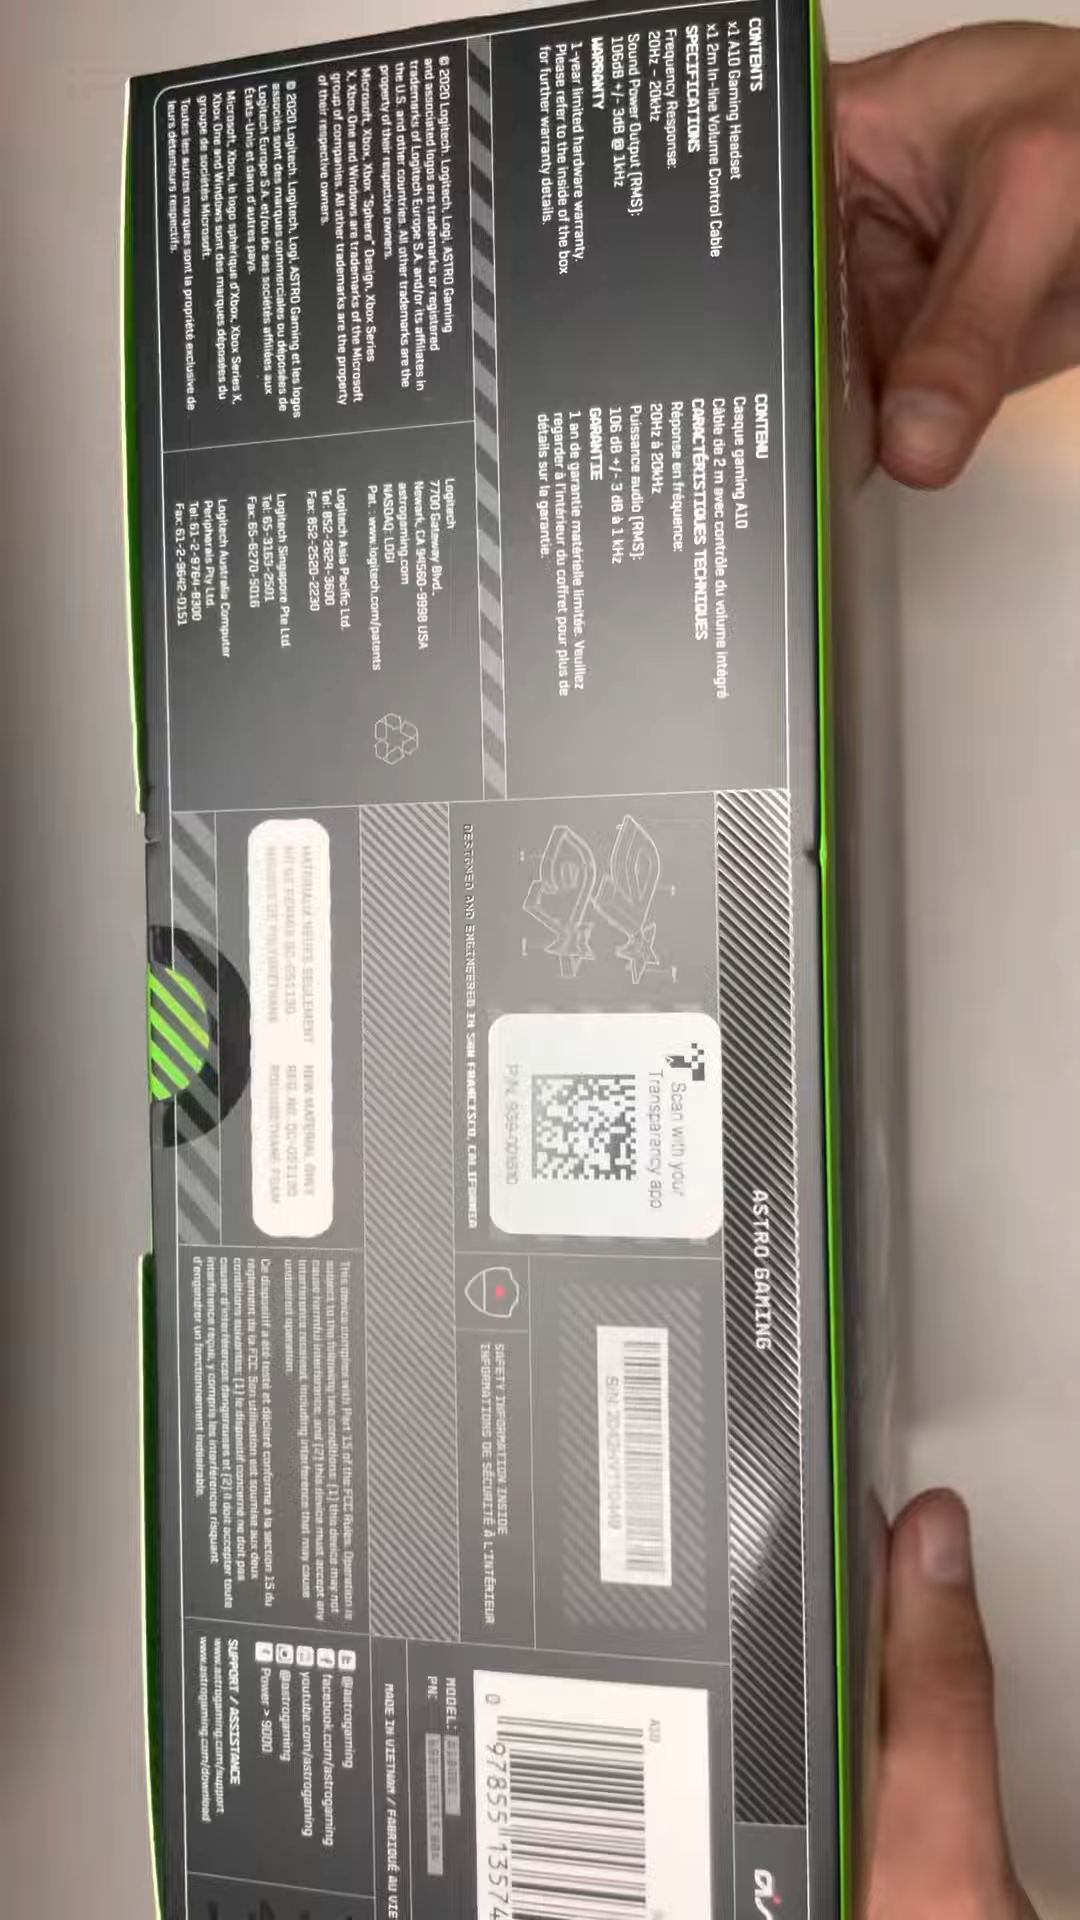 CONTENTS
x1 A10 Gaming Headset
x1 2m In-line Volume Control Cable
SPECIFICATIONS
Frequency Response:
20Hz – 20kHz
Sound Power Output [RMS]:
106dB +/- 3dB @ 1kHz
WARRANTY
1-year limited hardware warranty.
Please refer to the inside of the box
for further warranty details.
CONTENU
Casque gaming A10
Câble de 2 m avec contrôle du volume intégré
CARACTÉRISTIQUES TECHNIQUES
Réponse en fréquence:
20Hz à 20kHz
Puissance audio [RMS]:
106 dB +/- 3 dB à 1 kHz
GARANTIE
1 an de garantie matérielle limitée. Veuillez
regarder à l'intérieur du coffret pour plus de
détails sur la garantie.
© 2020 Logitech. Logitech, Logi, ASTRO Gaming
and associated logos are trademarks or registered
trademarks of Logitech Europe S.A. and/or its affiliates in
the U.S. and other countries. All other trademarks are the
property of their respective owners.
Microsoft, Xbox, Xbox "Sphere" Design, Xbox Series
X, Xbox One and Windows are trademarks of the Microsoft
group of companies. All other trademarks are the property
of their respective owners.
© 2020 Logitech. Logitech, Logi, ASTRO Gaming et les logos
associés sont des marques commerciales ou déposées de
Logitech Europe S.A. et/ou de ses sociétés affiliées aux
États-Unis et dans d'autres pays.
Microsoft, Xbox, le logo sphérique d'Xbox, Xbox Series X,
Xbox One and Windows sont des marques déposées du
groupe de sociétés Microsoft.
Toutes les autres marques sont la propriété exclusive de
leurs détenteurs respectifs.
Logitech
7700 Gateway Blvd.,
Newark, CA 94560-9998 USA
astrogaming.com
NASDAQ: LOGI
Pat.: www.logitech.com/patents
Logitech Asia Pacific Ltd.
Tel: 852-2624-3600
Fax: 852-2520-2230
Logitech Singapore Pte Ltd.
Tel: 65-3163-2501
Fax: 65-6270-5016
Logitech Australia Computer
Peripherals Pty Ltd.
Tel: 61-2-9764-8300
Fax: 61-2-9642-0151
ASTRO GAMING
Scan with your
Transparency app
P/N: 939-001510
DESIGNED AND ENGINEERED IN SAN FRANCISCO, CALIFORNIA
NEW MATERIAL ONLY
SAFETY INFORMATION INSIDE
INFORMATIONS DE SÉCURITÉ À L'INTÉRIEUR
This device complies with Part 15 of the FCC Rules. Operation is
subject to the following two conditions: [1] this device may not
cause harmful interference, and [2] this device must accept any
interference received, including interference that may cause
undesired operation.
Ce dispositif a été testé et déclaré conforme à la section 15 du
règlement de la FCC. Son utilisation est soumise aux deux
conditions suivantes: [1] le dispositif concerné ne doit pas
causer d'interférences dangereuses et [2] il doit accepter toute
interférence reçue, y compris les interférences risquant
d'engendrer un fonctionnement indésirable.
A10
0 97855 13574
MODEL:
PN:
MADE IN VIETNAM / FABRIQUÉ AU VIE
@astrogaming
facebook.com/astrogaming
youtube.com/astrogaming
@astrogaming
Power > 9000
SUPPORT / ASSISTANCE
www.astrogaming.com/support
www.astrogaming.com/download